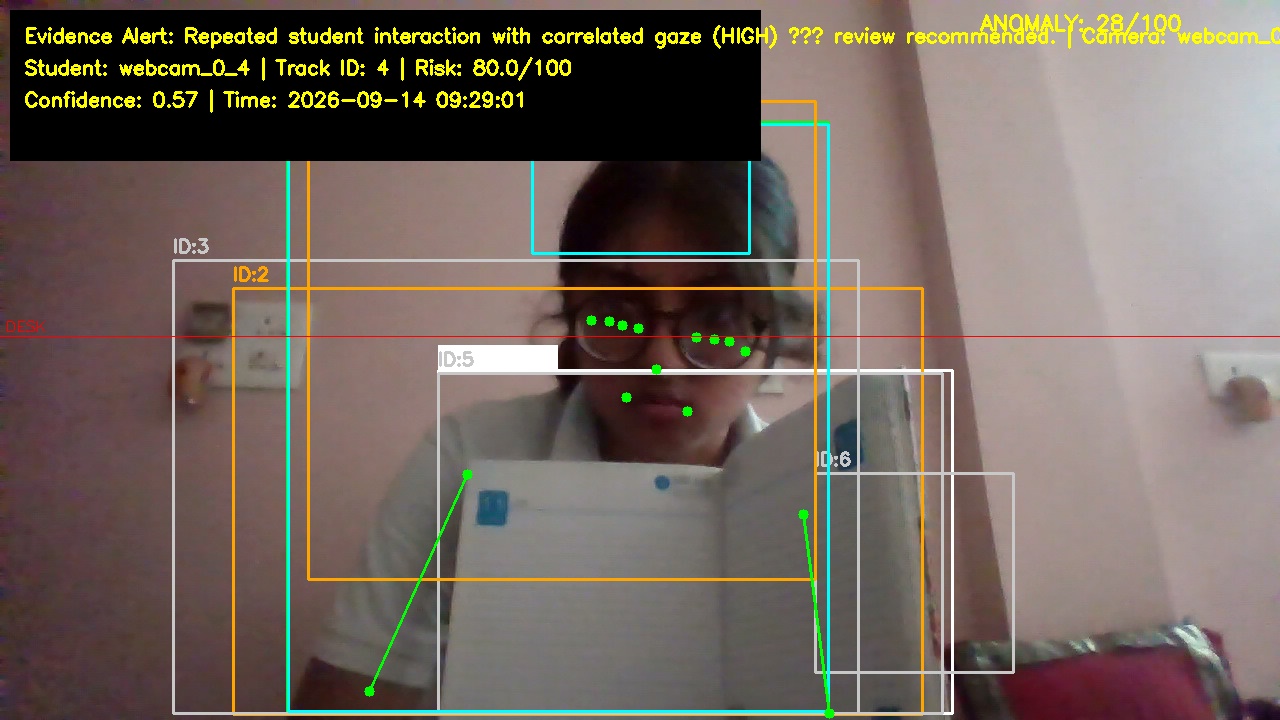 Evidence Alert: Repeated student interaction with correlated gaze (HIGH) ??? review recommended. | Camera: webcam_0
ANOMALY: 28/100
Student: webcam_0_4 | Track ID: 4 | Risk: 80.0/100
Confidence: 0.57 | Time: 2026-09-14 09:29:01
ID:3
ID:2
DESK
ID:5
ID:6